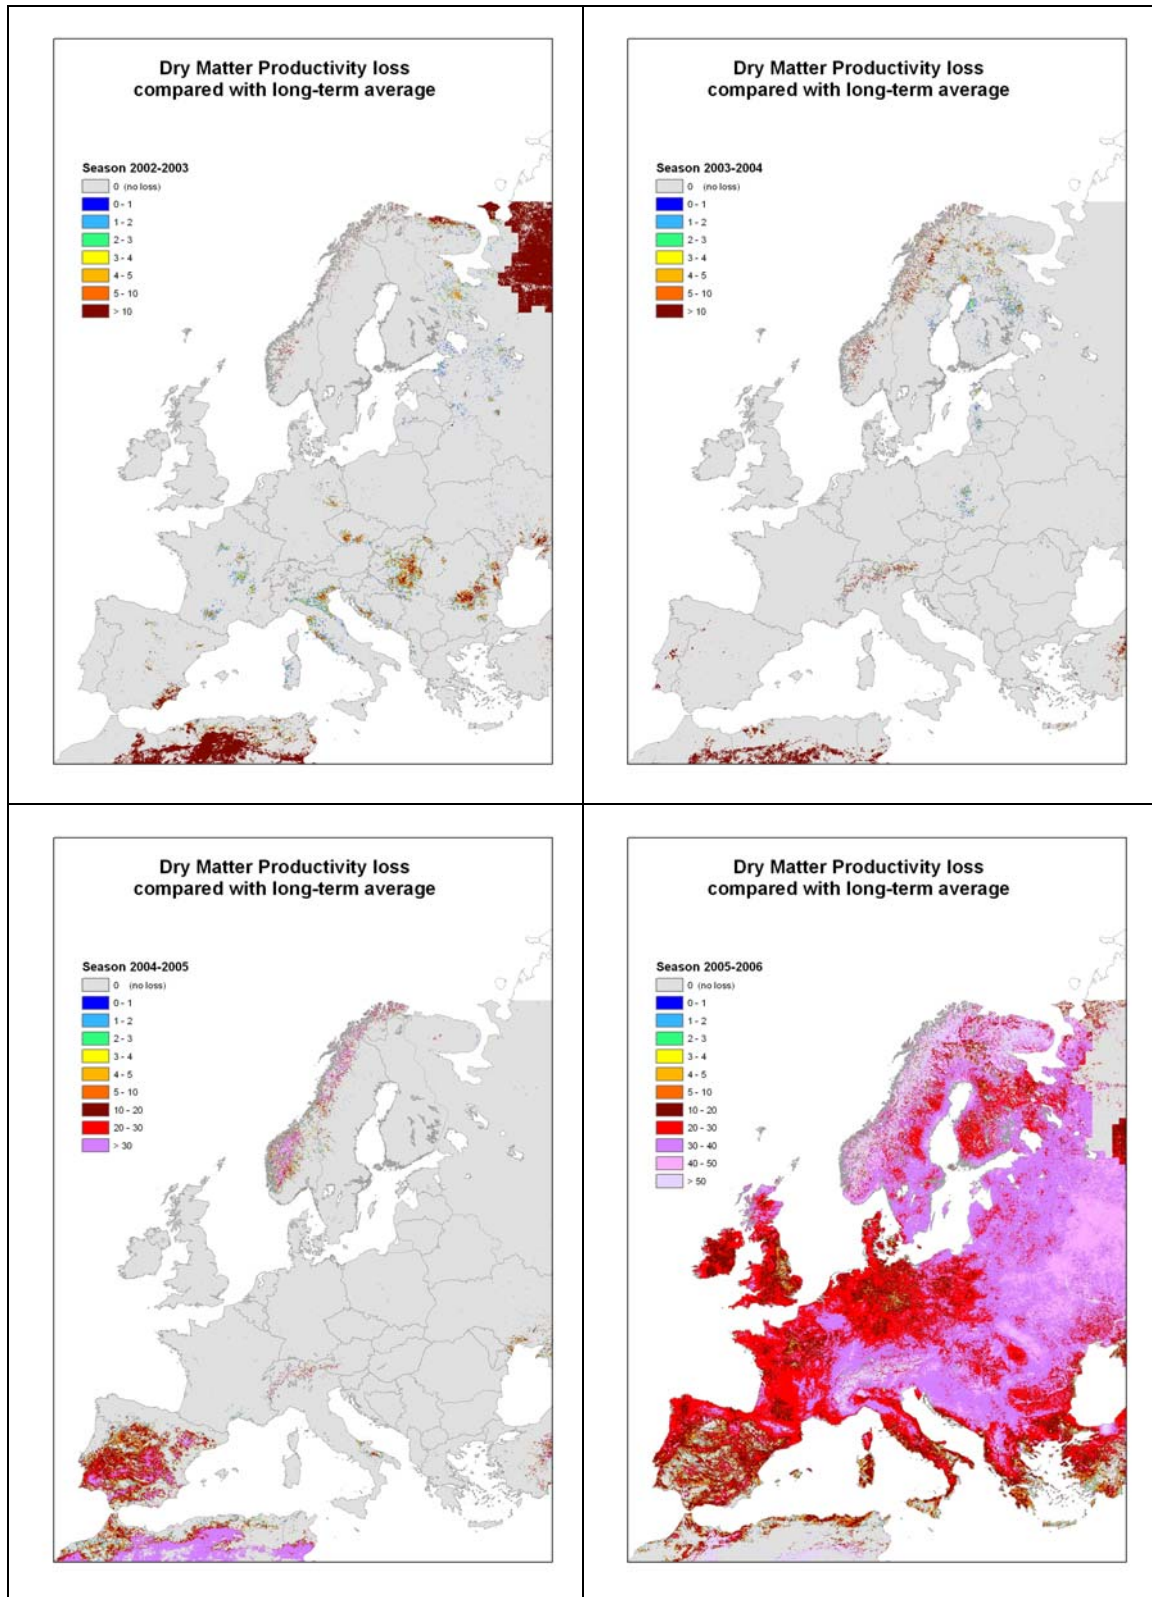 Dry Matter Productivity loss
compared with long-term average
Season 2002-2003
0 (no loss)
0 - 1
1 - 2
2 - 3
3 - 4
4 - 5
5 - 10
> 10
Dry Matter Productivity loss
compared with long-term average
Season 2003-2004
0 (no loss)
0 - 1
1 - 2
2 - 3
3 - 4
4 - 5
5 - 10
> 10
Dry Matter Productivity loss
compared with long-term average
Season 2004-2005
0 (no loss)
0 - 1
1 - 2
2 - 3
3 - 4
4 - 5
5 - 10
10 - 20
20 - 30
> 30
Dry Matter Productivity loss
compared with long-term average
Season 2005-2006
0 (no loss)
0 - 1
1 - 2
2 - 3
3 - 4
4 - 5
5 - 10
10 - 20
20 - 30
30 - 40
40 - 50
> 50